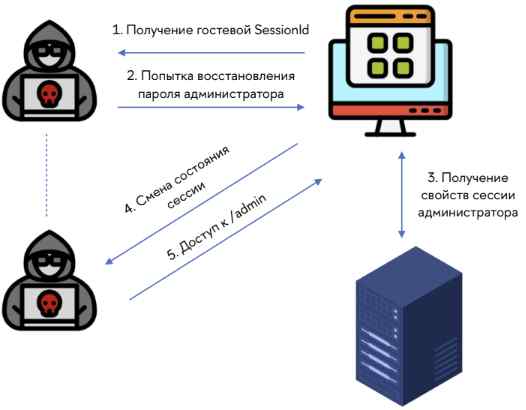 1. Получение гостевой SessionId
2. Попытка восстановления
пароля администратора
3. Получение
свойств сессии
администратора
4. Смена состояния
сессии
5. Доступ к /admin